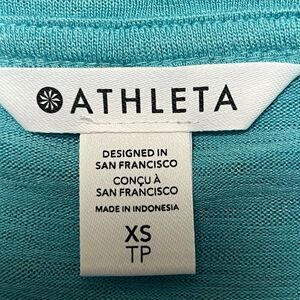 ATHLETA
DESIGNED IN
SAN FRANCISCO
CONÇU À
SAN FRANCISCO
MADE IN INDONESIA
XS
TP